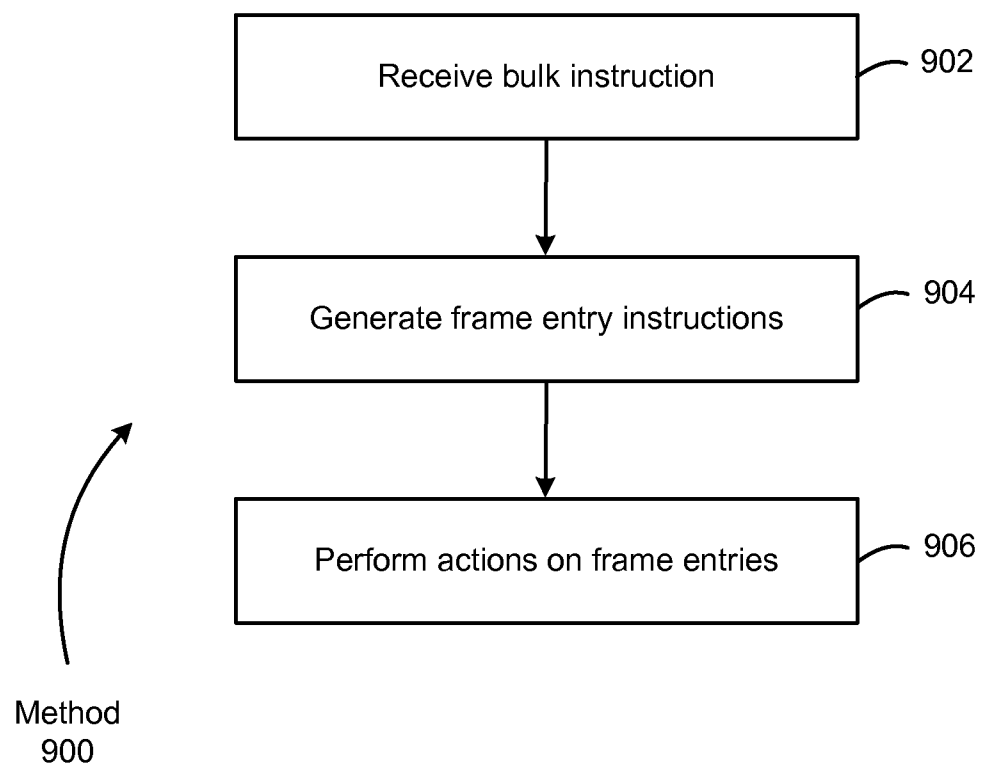 Receive bulk instruction
902
Generate frame entry instructions
904
Perform actions on frame entries
906
Method
900